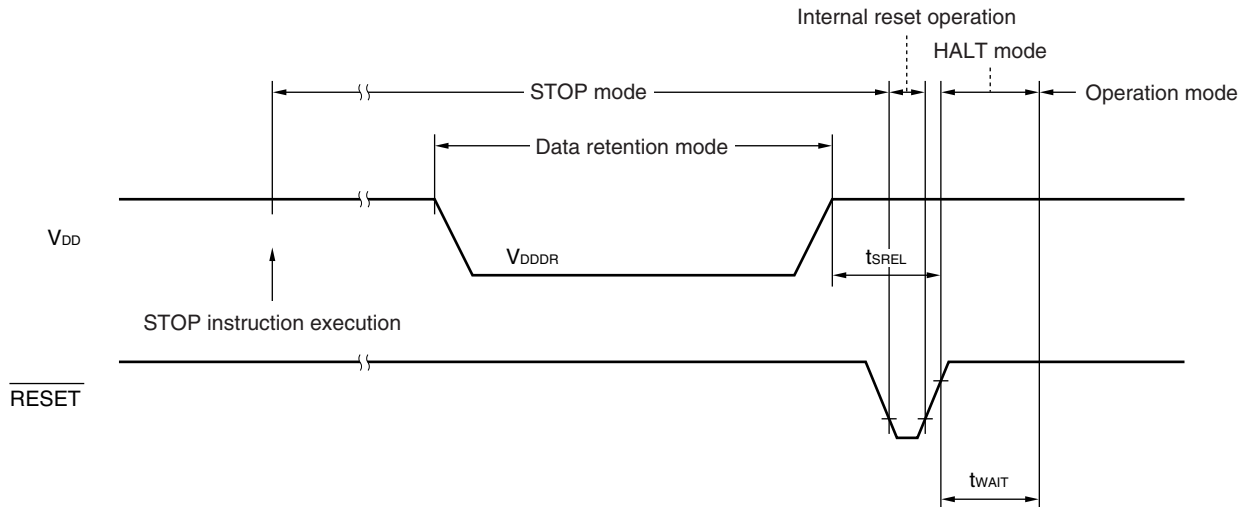 Internal reset operation
HALT mode
STOP mode
Operation mode
Data retention mode
VDD
VDDDR
tSREL
STOP instruction execution
RESET
tWAIT